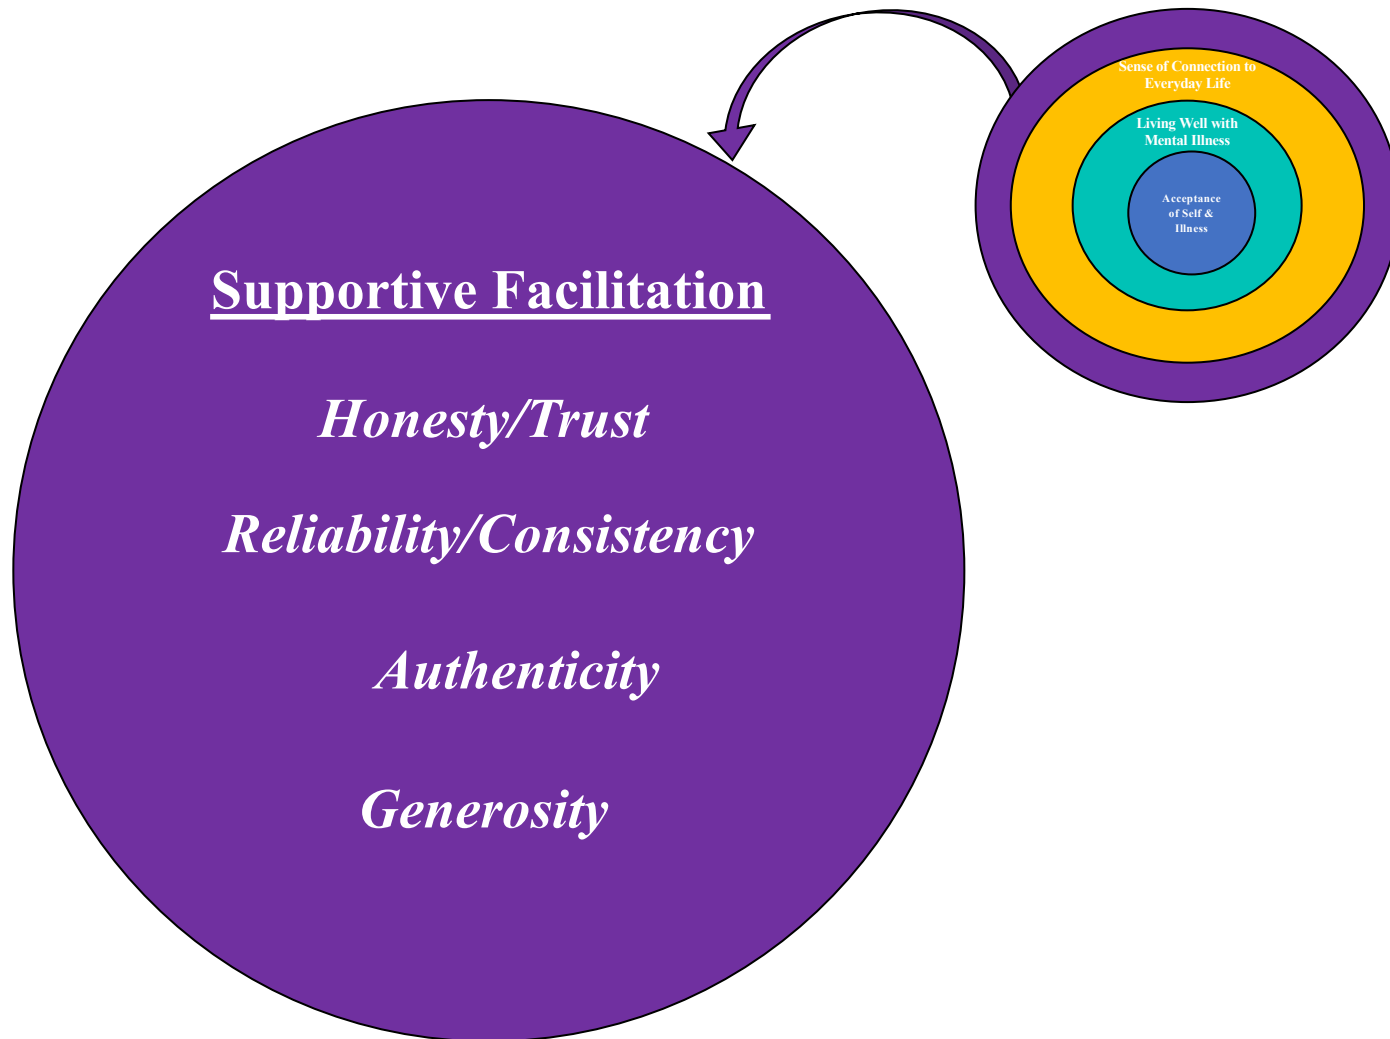 Sense of Connection to
Everyday Life
Living Well with
Mental Illness
Acceptance
of Self &
Illness
Supportive Facilitation
Honesty/Trust
Reliability/Consistency
Authenticity
Generosity